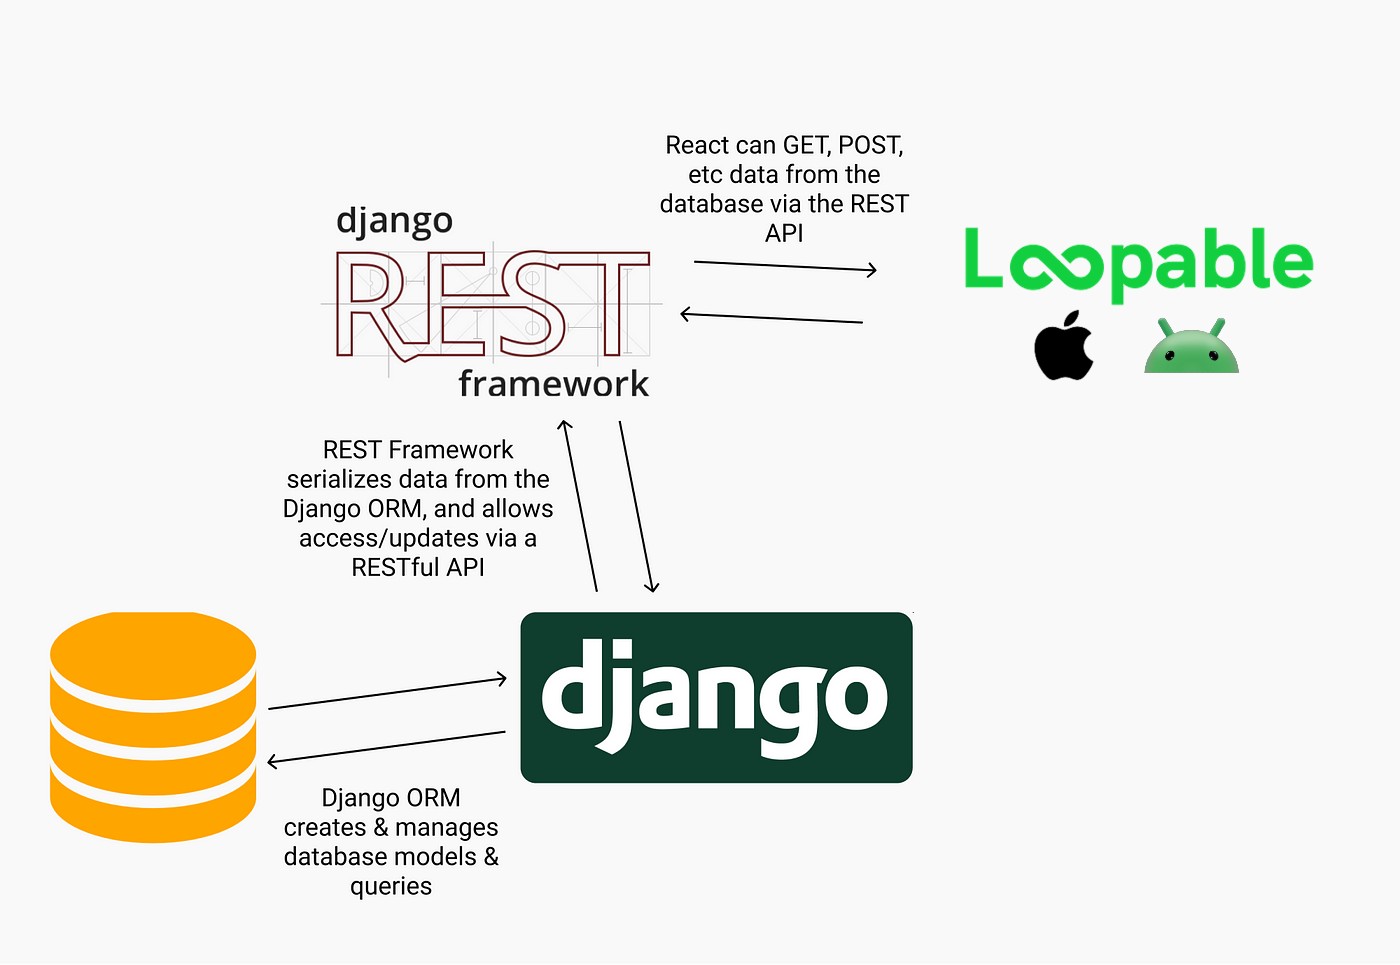 React can GET, POST,
etc data from the
database via the REST
API
django
REST
framework
Loopable
REST Framework
serializes data from the
Django ORM, and allows
access/updates via a
RESTful API
django
Django ORM
creates & manages
database models &
queries